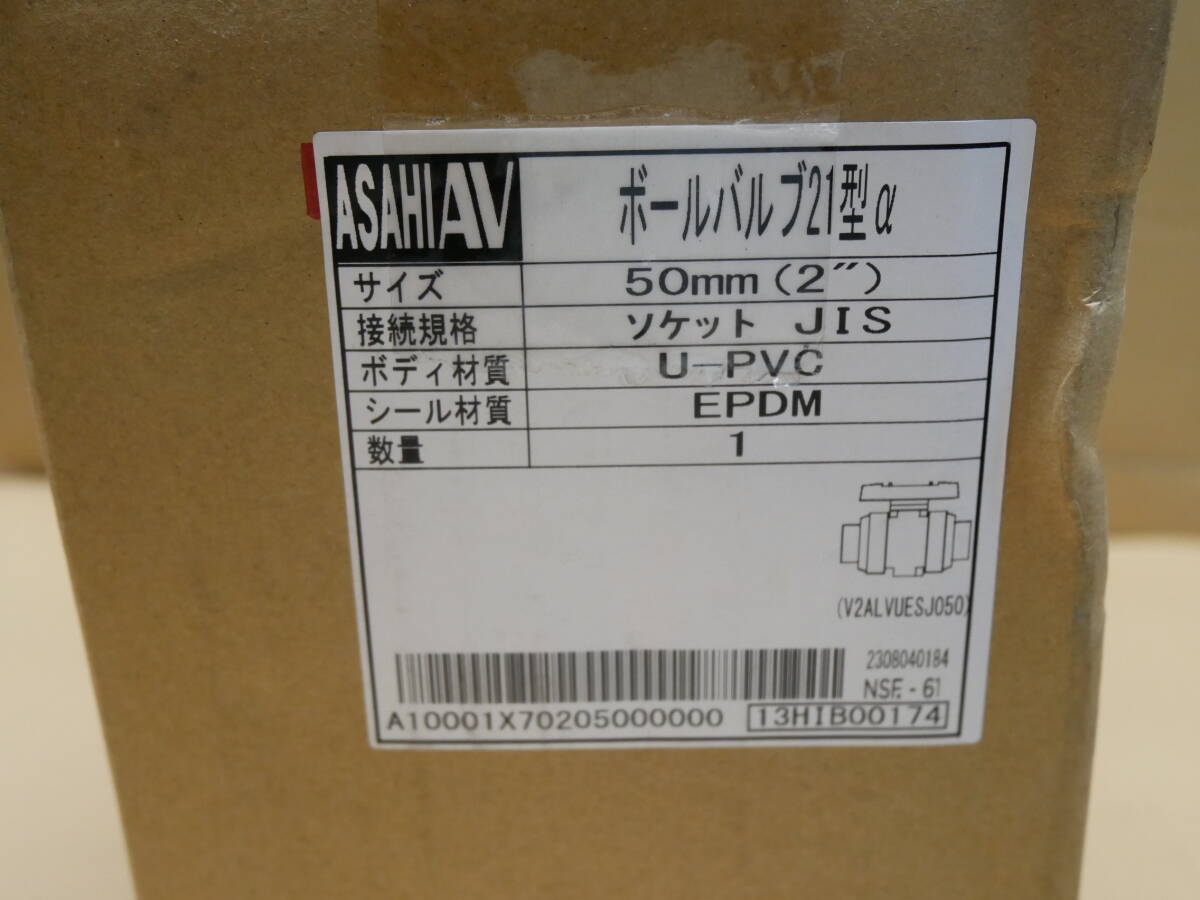 ASAHI AV ボールバルブ21型α
サイズ 50mm (2″)
接続規格 ソケット JIS
ボディ材質 U-PVC
シール材質 EPDM
数量 1
(V2ALVUESJ050)
2308040184
NSF - 61
A10001X70205000000 13HIB00174